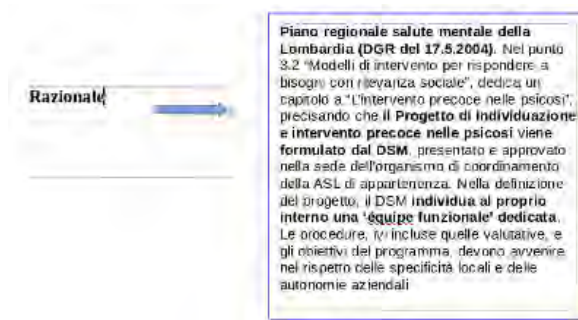 Razionale
Piano regionale salute mentale della
Lombardia (DGR del 17.5.2004). Nel punto
3.2 "Modelli di intervento per rispondere a
bisogni con rilevanza sociale", dedica un
capitolo a "L'intervento precoce nelle psicosi",
precisando che il Progetto di individuazione
e intervento precoce nelle psicosi viene
formulato dal DSM, presentato e approvato
nella sede dell'organismo di coordinamento
della ASL di appartenenza. Nella definizione
del progetto, il DSM individua al proprio
interno una 'équipe funzionale' dedicata.
Le procedure, ivi incluse quelle valutative, e
gli obiettivi del programma, devono avvenire
nel rispetto delle specificità locali e delle
autonomie aziendali